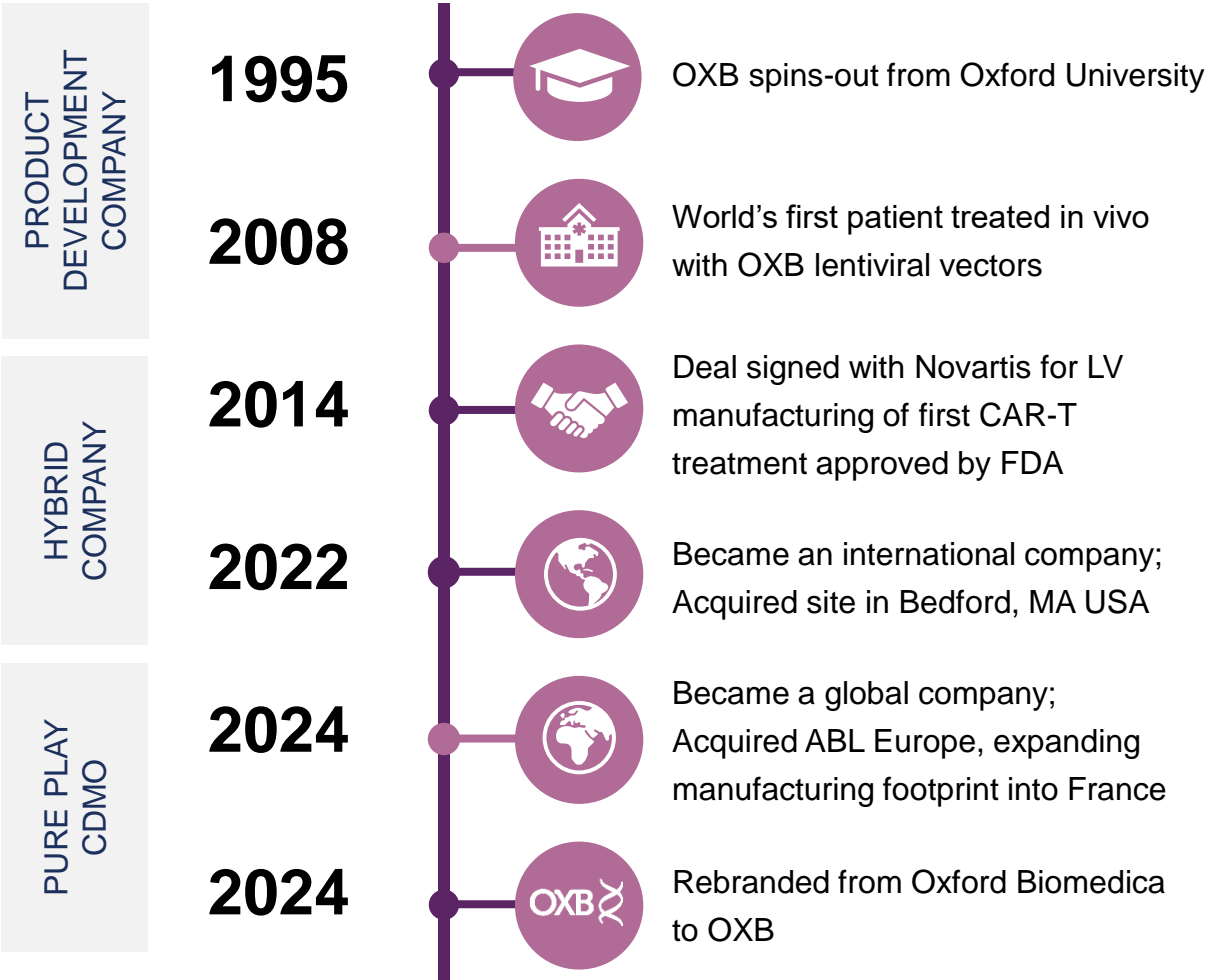 PRODUCT
DEVELOPMENT
COMPANY
1995
OXB spins-out from Oxford University
2008
World’s first patient treated in vivo
with OXB lentiviral vectors
HYBRID
COMPANY
2014
Deal signed with Novartis for LV
manufacturing of first CAR-T
treatment approved by FDA
2022
Became an international company;
Acquired site in Bedford, MA USA
PURE PLAY
CDMO
2024
Became a global company;
Acquired ABL Europe, expanding
manufacturing footprint into France
2024
OXB
Rebranded from Oxford Biomedica
to OXB